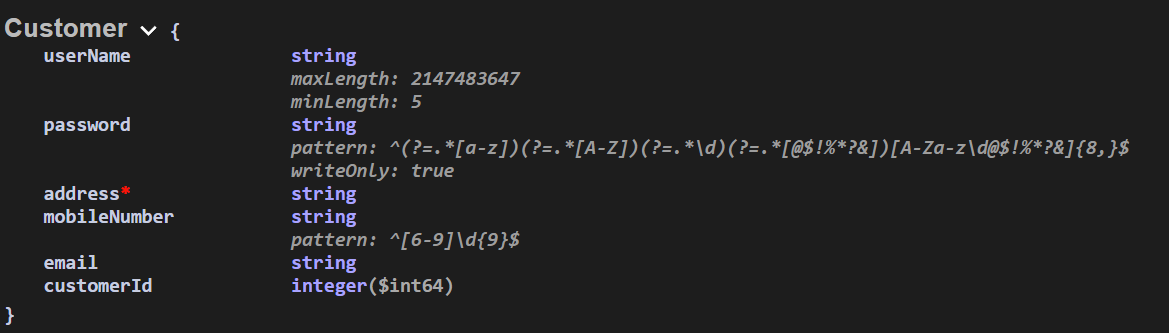 Customer {
userName string
maxLength: 2147483647
minLength: 5
password string
pattern: ^(?=.*[a-z])(?=.*[A-Z])(?=.*\d)(?=.*[@$!%*?&])[A-Za-z\d@$!%*?&]{8,}$
writeOnly: true
address* string
mobileNumber string
pattern: ^[6-9]\d{9}$
email string
customerId integer($int64)
}